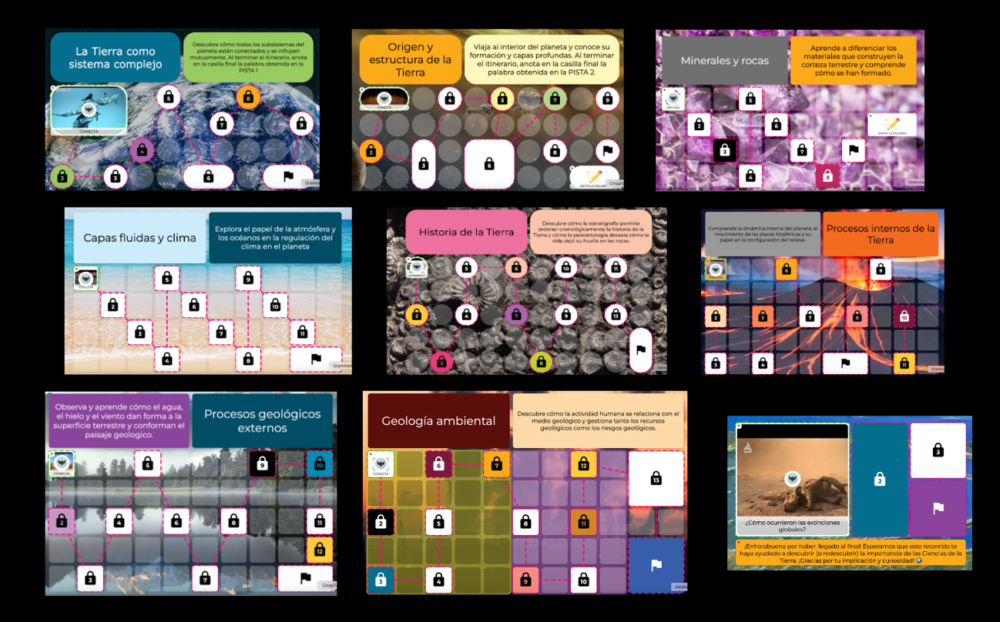 La Tierra como
sistema complejo
Descubre cómo todos los subsistemas del
planeta están conectados y se influyen
mutuamente. Al terminar el itinerario, anota
en la casilla final la palabra obtenida en la
PISTA 1
CONECTA
5
8
7
9
4
2
3
6
Gramm
Origen y
estructura de la
Tierra
Viaja al interior del planeta y conoce su
formación y capas profundas. Al terminar
el itinerario, anota en la casilla final la
palabra obtenida en la PISTA 2.
CONECTA
4
5
7
9
2
3
6
8
ANOTA LA PALABR
CmapTo
Minerales y rocas
Aprende a diferenciar los
materiales que construyen la
corteza terrestre y comprende
cómo se han formado.
EXPLORA
5
2
6
ANOTA LA PALABRA
3
7
4
8
Gramma
Capas fluidas y clima
Explora el papel de la atmósfera y
los océanos en la regulación del
clima en el planeta
CONECTA
5
9
2
6
10
3
7
11
4
8
Grammar
Historia de la Tierra
Descubre cómo la estratigrafía permite
ordenar cronológicamente la historia de la
Tierra y cómo la paleontología desvela cómo la
vida dejó su huella en las rocas.
5
6
10
11
2
4
7
9
12
3
8
Adob
Comprende la dinámica interna del planeta, el
movimiento de las placas litosféricas y su
papel en la configuración del relieve.
Procesos internos de la
Tierra
CONECTA
6
9
2
5
7
8
10
3
4
11
Gramm
Observa y aprende cómo el agua,
el hielo y el viento dan forma a la
superficie terrestre y conforman el
paisaje geologico.
Procesos geológicos
externos
CONECTA
5
9
10
2
4
6
8
11
12
3
7
CmapT
Geología ambiental
Descubre cómo la actividad humana se relaciona con el
medio geológico y gestiona tanto los recursos
geológicos como los riesgos geológicos.
CONECTA
6
7
12
13
2
5
8
11
3
4
9
10
Adob
¿Cómo ocurrieron las extinciones
globales?
2
3
¡Enhorabuena por haber llegado al final! Esperamos que este recorrido te
haya ayudado a descubrir (o redescubrir) la importancia de las Ciencias de la
Tierra. ¡Gracias por tu implicación y curiosidad! 🌍